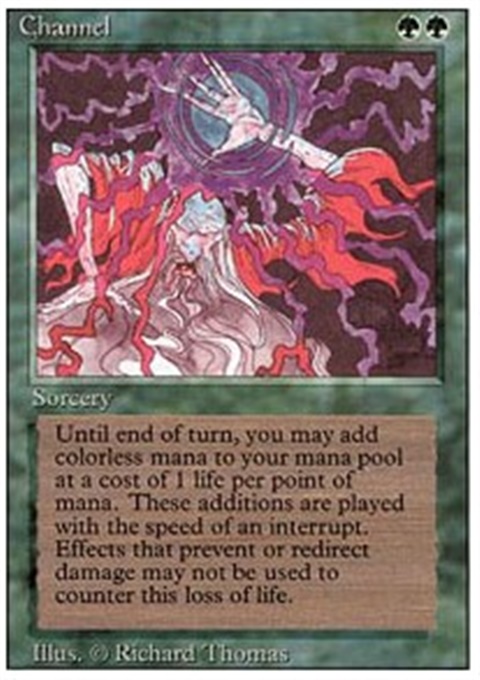 Channel
Sorcery
Until end of turn, you may add
colorless mana to your mana pool
at a cost of 1 life per point of
mana. These additions are played
with the speed of an interrupt.
Effects that prevent or redirect
damage may not be used to
counter this loss of life.
Illus. © Richard Thomas